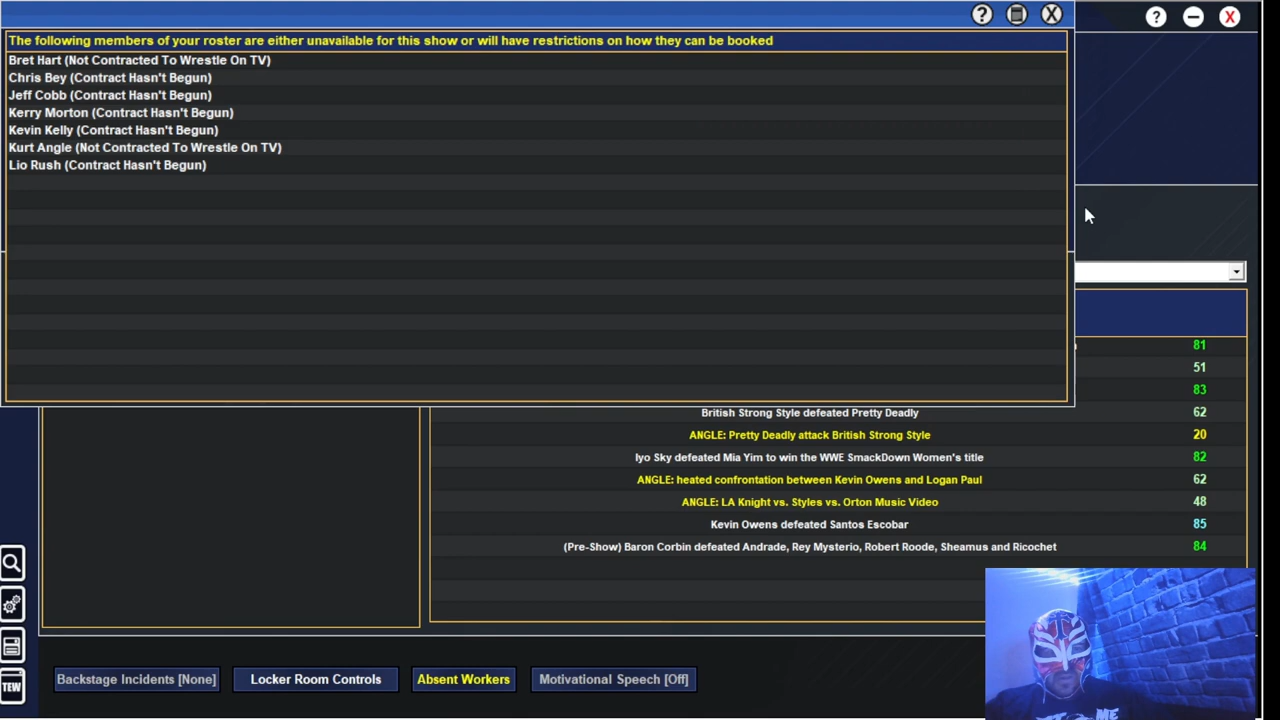 The following members of your roster are either unavailable for this show or will have restrictions on how they can be booked
Bret Hart (Not Contracted To Wrestle On TV)
Chris Bey (Contract Hasn't Begun)
Jeff Cobb (Contract Hasn't Begun)
Kerry Morton (Contract Hasn't Begun)
Kevin Kelly (Contract Hasn't Begun)
Kurt Angle (Not Contracted To Wrestle On TV)
Lio Rush (Contract Hasn't Begun)
81
51
83
British Strong Style defeated Pretty Deadly 62
ANGLE: Pretty Deadly attack British Strong Style 20
Iyo Sky defeated Mia Yim to win the WWE SmackDown Women's title 82
ANGLE: heated confrontation between Kevin Owens and Logan Paul 62
ANGLE: LA Knight vs. Styles vs. Orton Music Video 48
Kevin Owens defeated Santos Escobar 85
(Pre-Show) Baron Corbin defeated Andrade, Rey Mysterio, Robert Roode, Sheamus and Ricochet 84
Backstage Incidents [None] Locker Room Controls Absent Workers Motivational Speech [Off]
TEW
ME